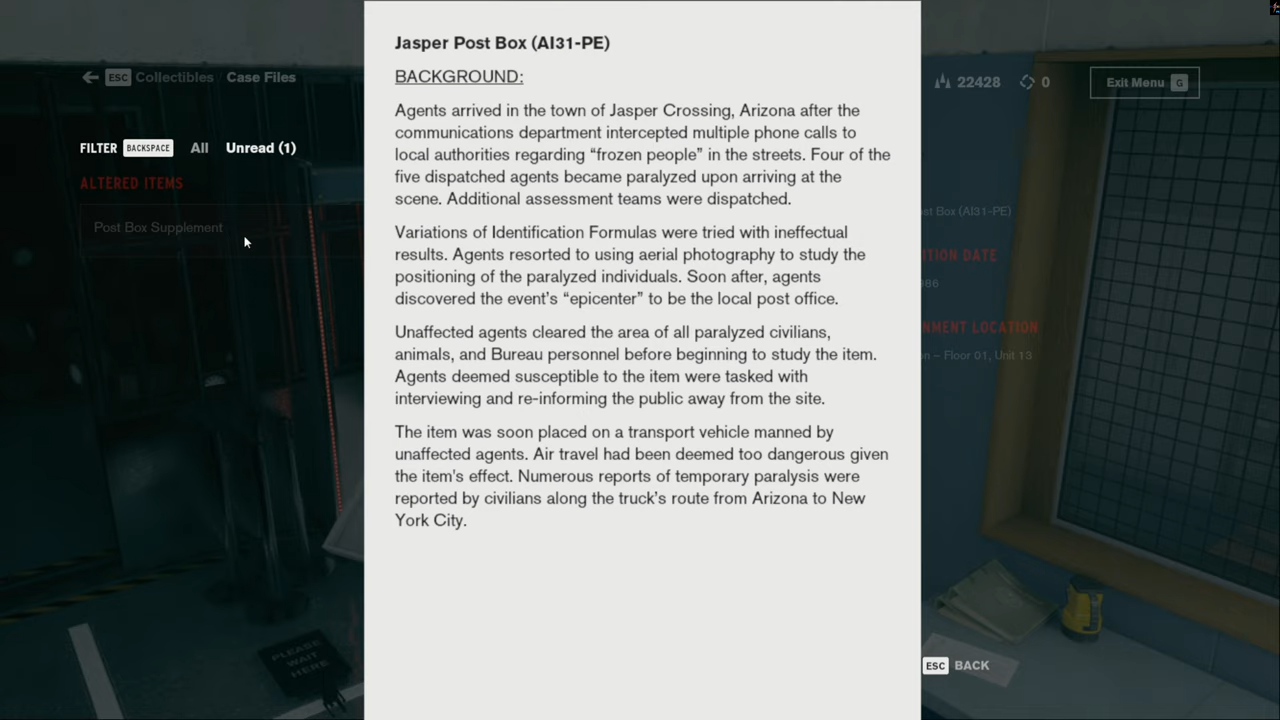 Jasper Post Box (AI31-PE)
BACKGROUND:
Agents arrived in the town of Jasper Crossing, Arizona after the
communications department intercepted multiple phone calls to
local authorities regarding “frozen people” in the streets. Four of the
five dispatched agents became paralyzed upon arriving at the
scene. Additional assessment teams were dispatched.
Variations of Identification Formulas were tried with ineffectual
results. Agents resorted to using aerial photography to study the
positioning of the paralyzed individuals. Soon after, agents
discovered the event’s “epicenter” to be the local post office.
Unaffected agents cleared the area of all paralyzed civilians,
animals, and Bureau personnel before beginning to study the item.
Agents deemed susceptible to the item were tasked with
interviewing and re-informing the public away from the site.
The item was soon placed on a transport vehicle manned by
unaffected agents. Air travel had been deemed too dangerous given
the item's effect. Numerous reports of temporary paralysis were
reported by civilians along the truck’s route from Arizona to New
York City.
ESC Collectibles Case Files
FILTER BACKSPACE All Unread (1)
ALTERED ITEMS
Post Box Supplement
22428 0
Exit Menu G
Box (AI31-PE)
DATE
86
LOCATION
– Floor 01, Unit 13
PLEASE
WAIT
HERE
ESC BACK